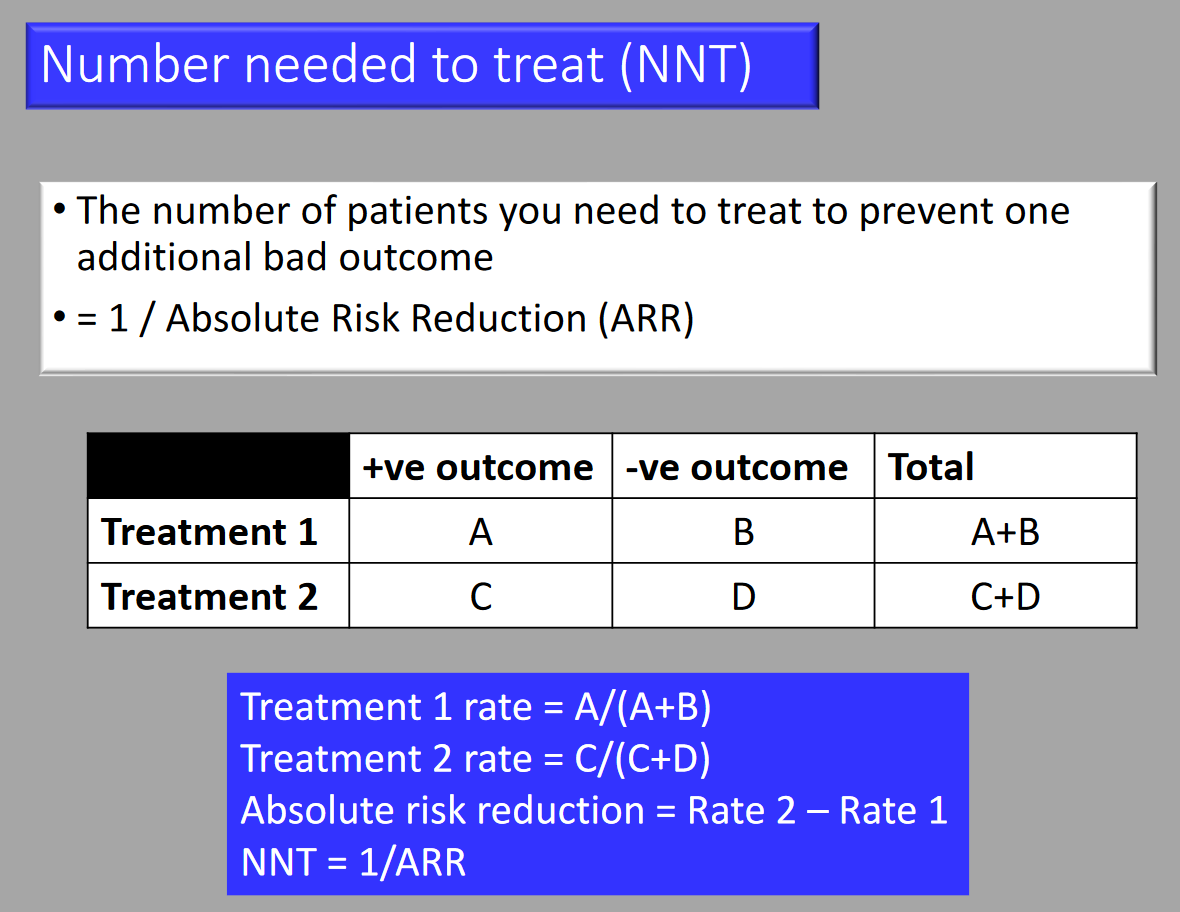 Number needed to treat (NNT)
• The number of patients you need to treat to prevent one
additional bad outcome
• = 1 / Absolute Risk Reduction (ARR)
+ve outcome -ve outcome Total
Treatment 1 A B A+B
Treatment 2 C D C+D
Treatment 1 rate = A/(A+B)
Treatment 2 rate = C/(C+D)
Absolute risk reduction = Rate 2 – Rate 1
NNT = 1/ARR